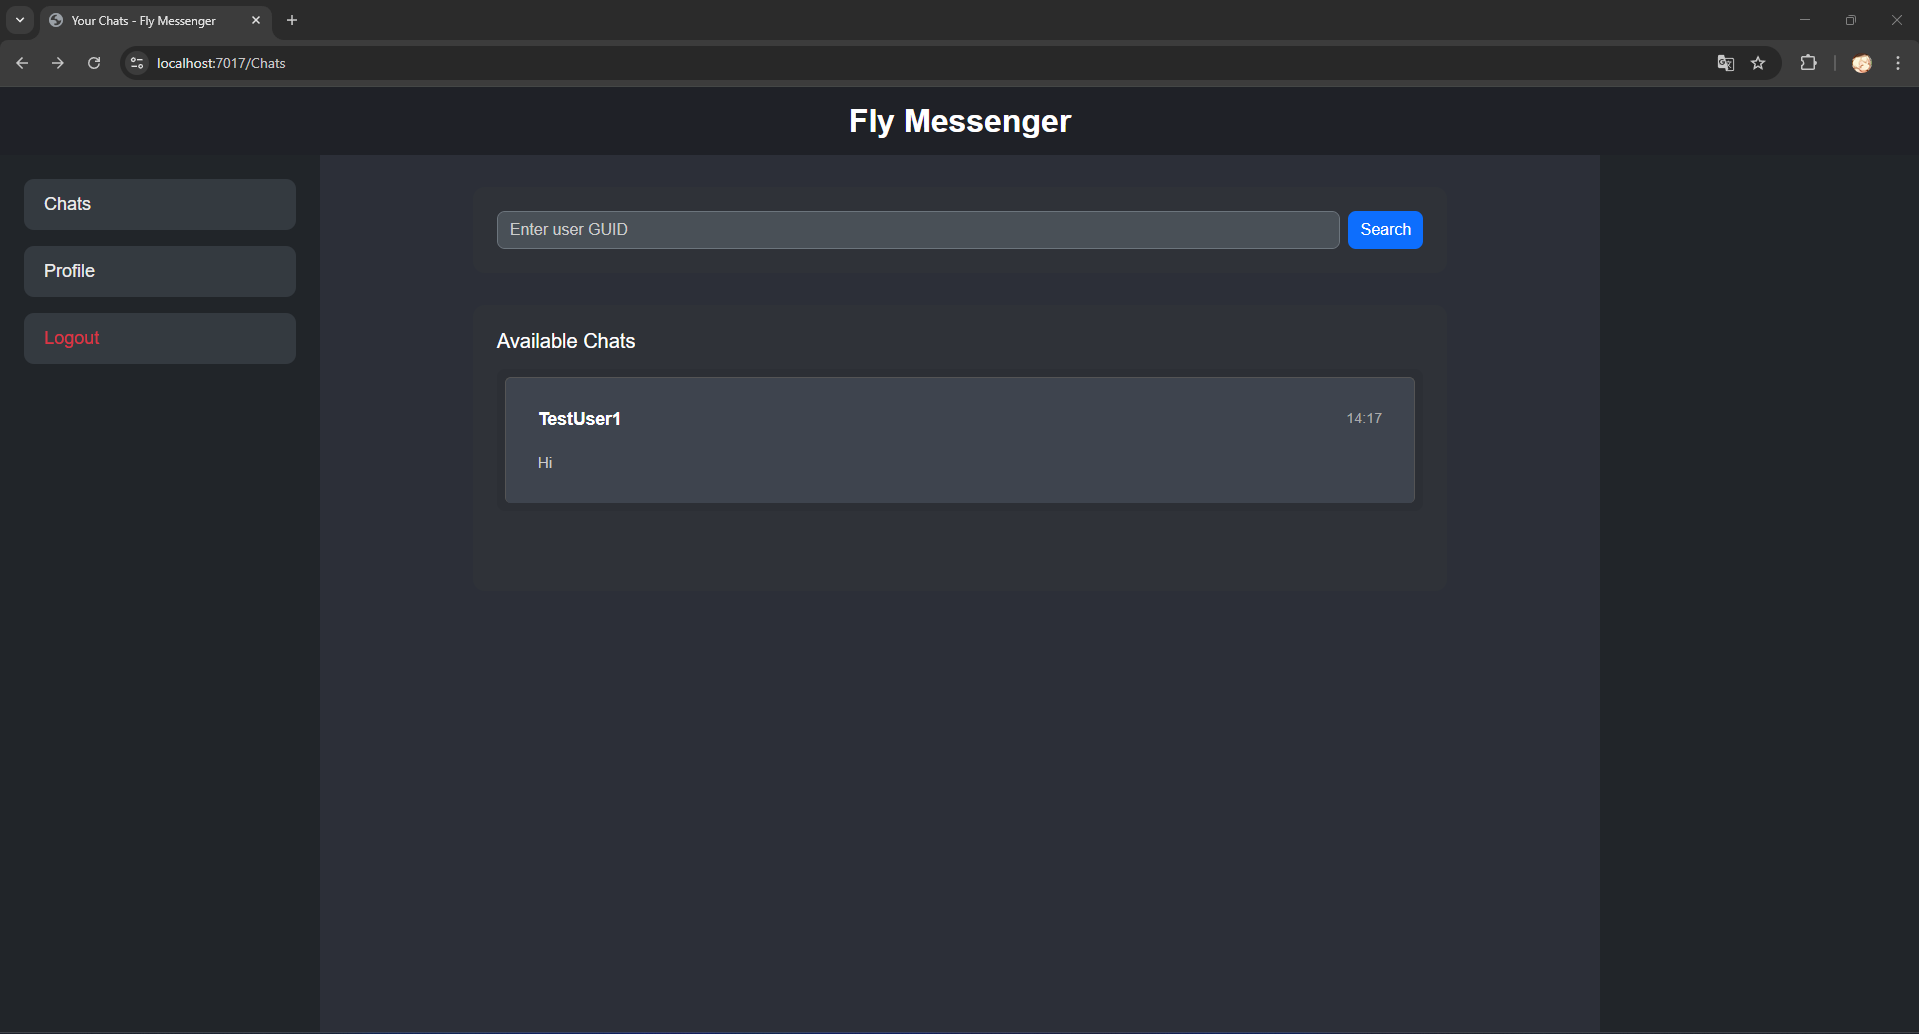 Your Chats - Fly Messenger
localhost:7017/Chats
Fly Messenger
Chats
Profile
Logout
Enter user GUID
Search
Available Chats
TestUser1
14:17
Hi